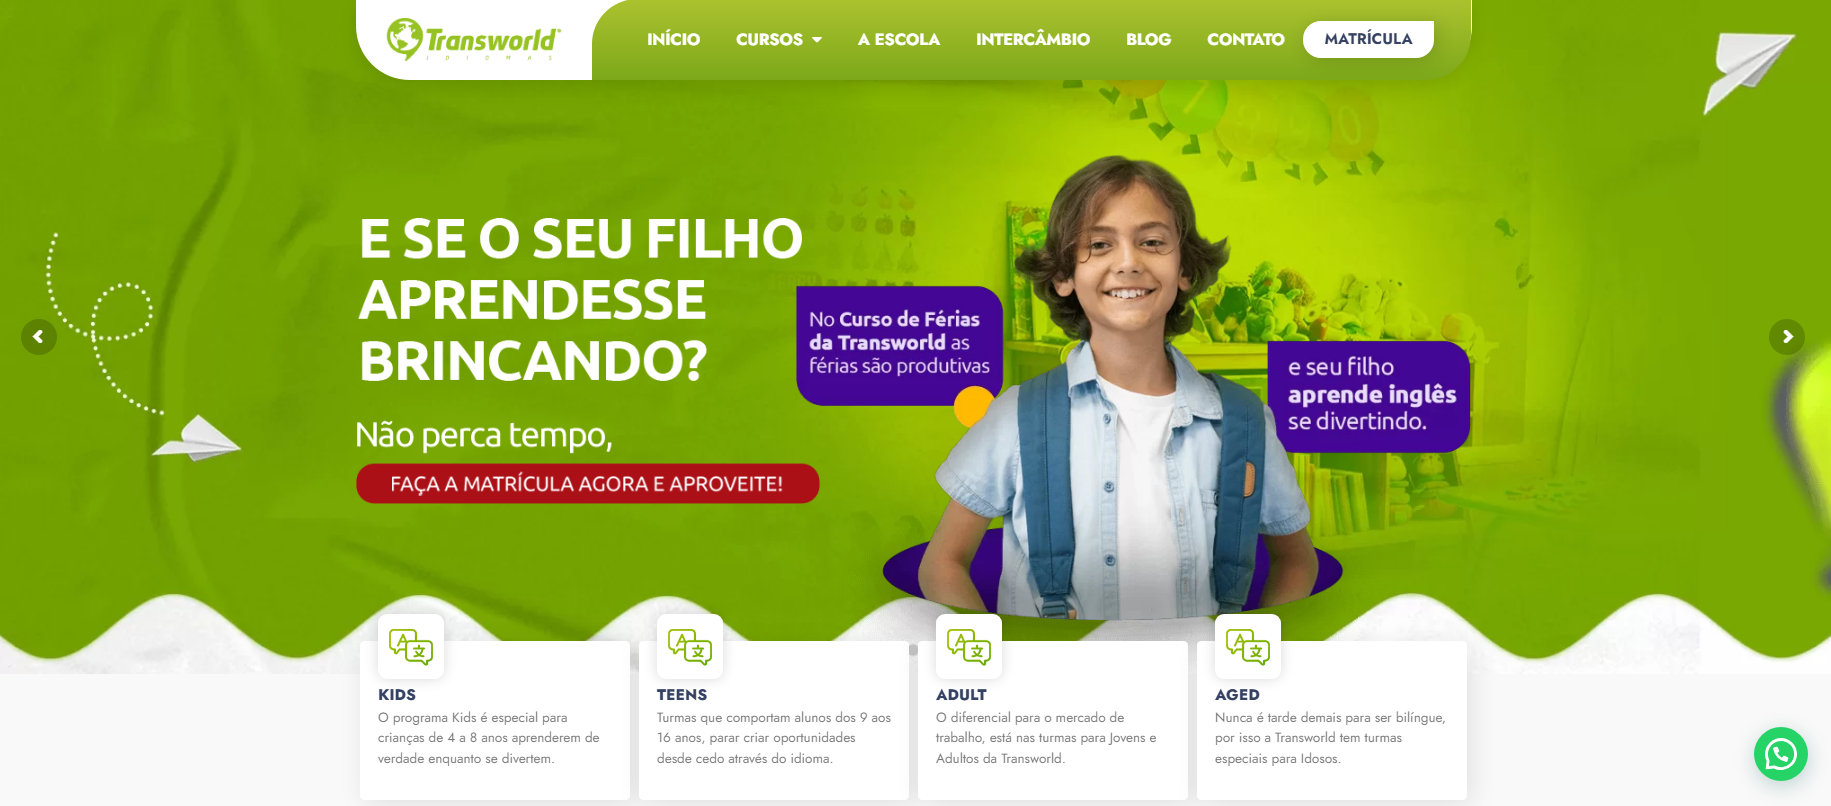 Transworld
IDIOMAS
INÍCIO
CURSOS
A ESCOLA
INTERCÂMBIO
BLOG
CONTATO
MATRÍCULA
E SE O SEU FILHO
APRENDESSE
BRINCANDO?
Não perca tempo,
FAÇA A MATRÍCULA AGORA E APROVEITE!
No Curso de Férias
da Transworld as
férias são produtivas
e seu filho
aprende inglês
se divertindo.
KIDS
O programa Kids é especial para
crianças de 4 a 8 anos aprenderem de
verdade enquanto se divertem.
TEENS
Turmas que comportam alunos dos 9 aos
16 anos, parar criar oportunidades
desde cedo através do idioma.
ADULT
O diferencial para o mercado de
trabalho, está nas turmas para Jovens e
Adultos da Transworld.
AGED
Nunca é tarde demais para ser bilíngue,
por isso a Transworld tem turmas
especiais para Idosos.